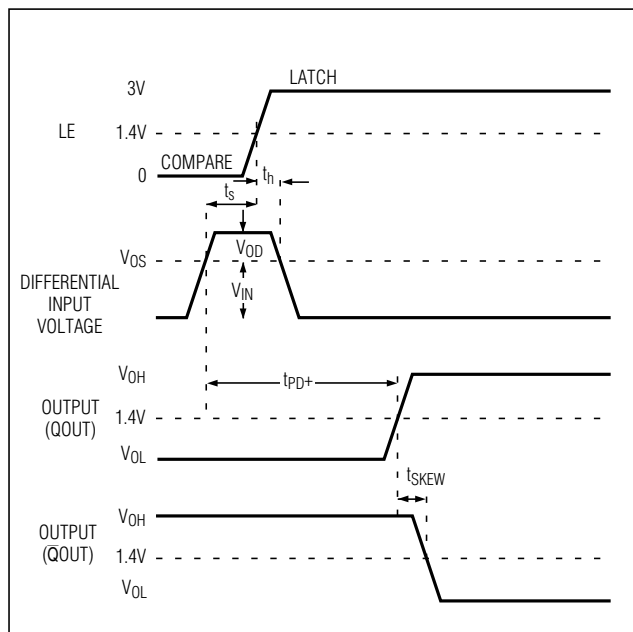 3V
LATCH
LE
1.4V
COMPARE
0
ts
th
VOS
VOD
VIN
DIFFERENTIAL
INPUT
VOLTAGE
VOH
tPD+
OUTPUT
(QOUT)
1.4V
VOL
tSKEW
VOH
OUTPUT
(Q̅OUT)
1.4V
VOL